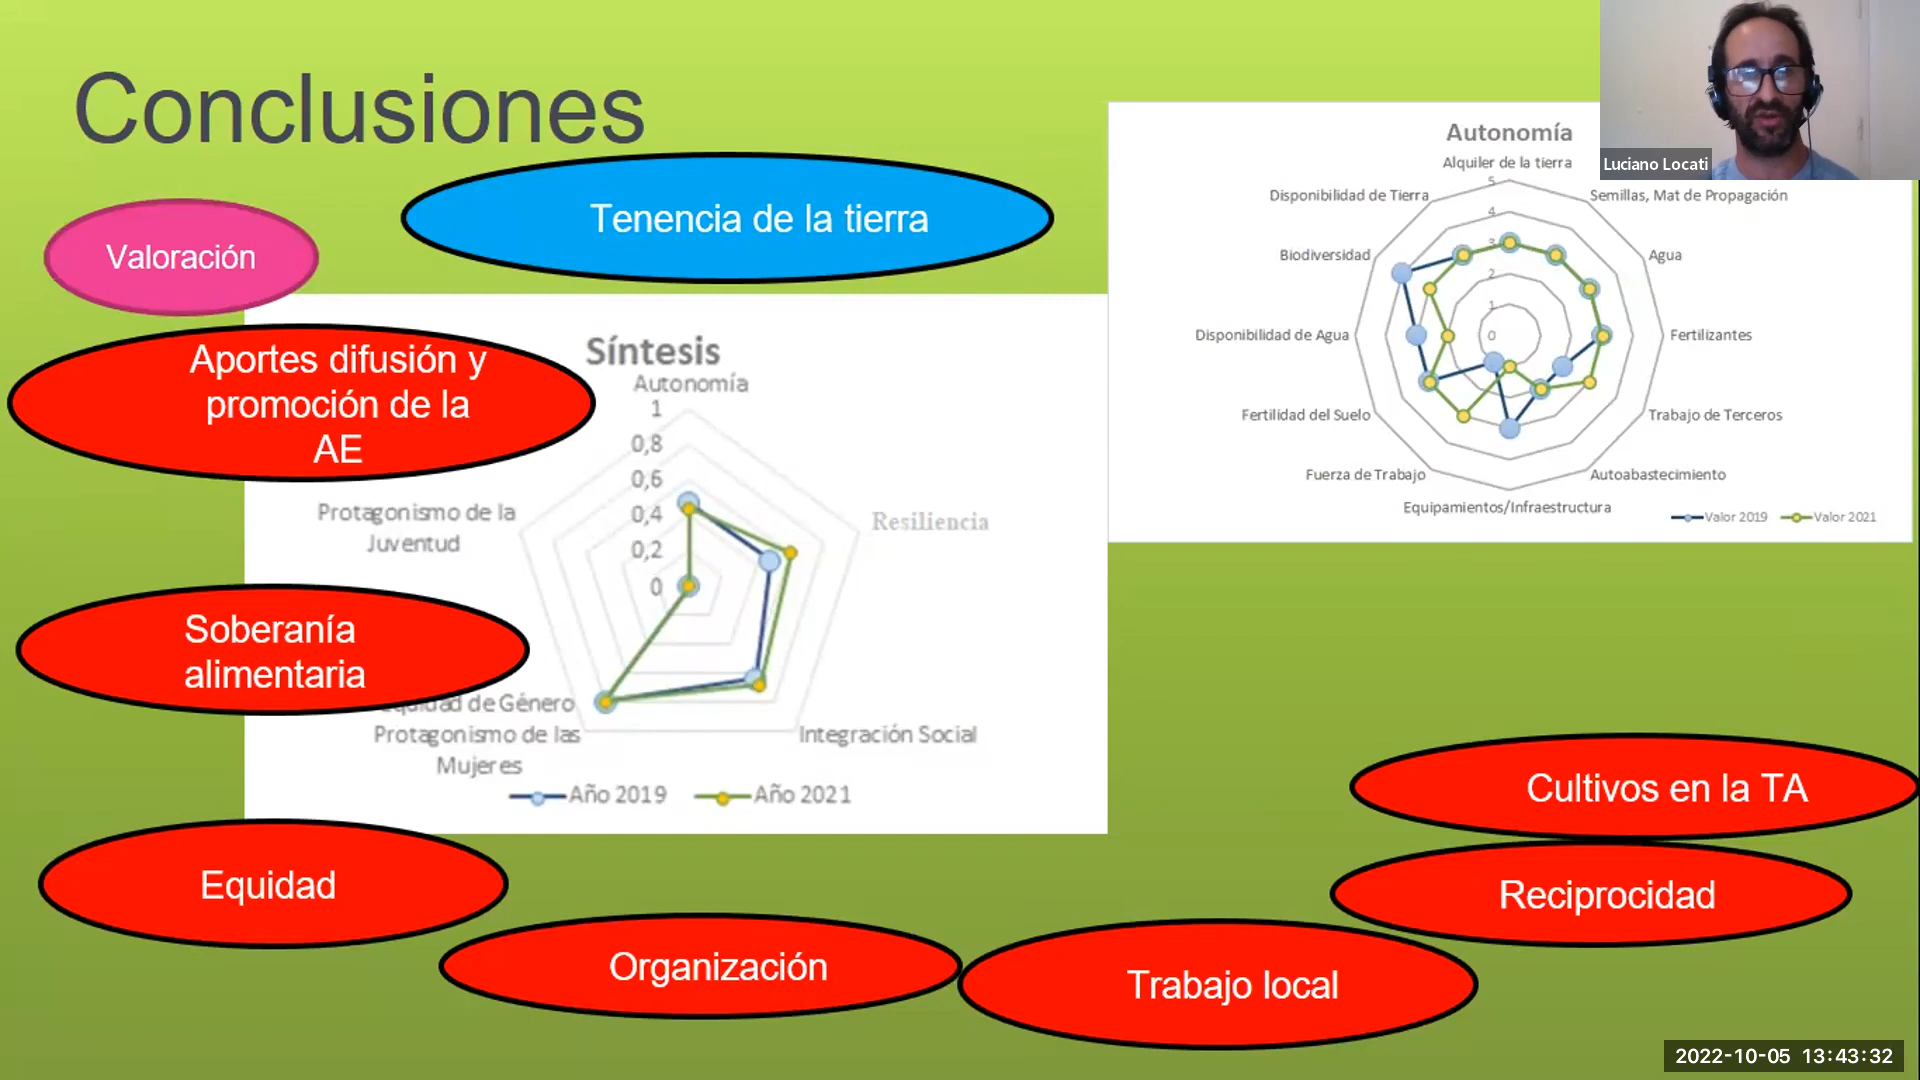 Conclusiones
Tenencia de la tierra
Valoración
Aportes difusión y
promoción de la
AE
Síntesis
Autonomía
1
0,8
0,6
0,4
0,2
0
Protagonismo de la
Juventud
Resiliencia
Soberanía
alimentaria
de Género
Protagonismo de las
Mujeres
Integración Social
Año 2019
Año 2021
Autonomía
Alquiler de la tierra
Disponibilidad de Tierra
Semillas, Mat de Propagación
Biodiversidad
Agua
Disponibilidad de Agua
Fertilizantes
Fertilidad del Suelo
Trabajo de Terceros
Fuerza de Trabajo
Autoabastecimiento
Equipamientos/Infraestructura
5
4
3
2
1
0
Valor 2019
Valor 2021
Luciano Locati
Equidad
Organización
Trabajo local
Cultivos en la TA
Reciprocidad
2022-10-05 13:43:32